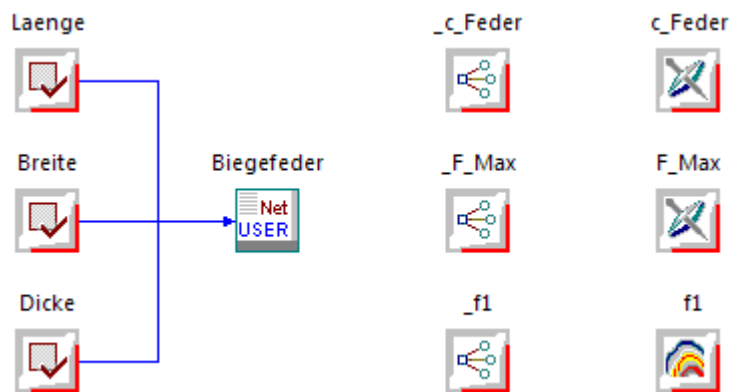 Laenge
_c_Feder
c_Feder
Breite
Biegefeder
_F_Max
F_Max
Net
USER
Dicke
_f1
f1